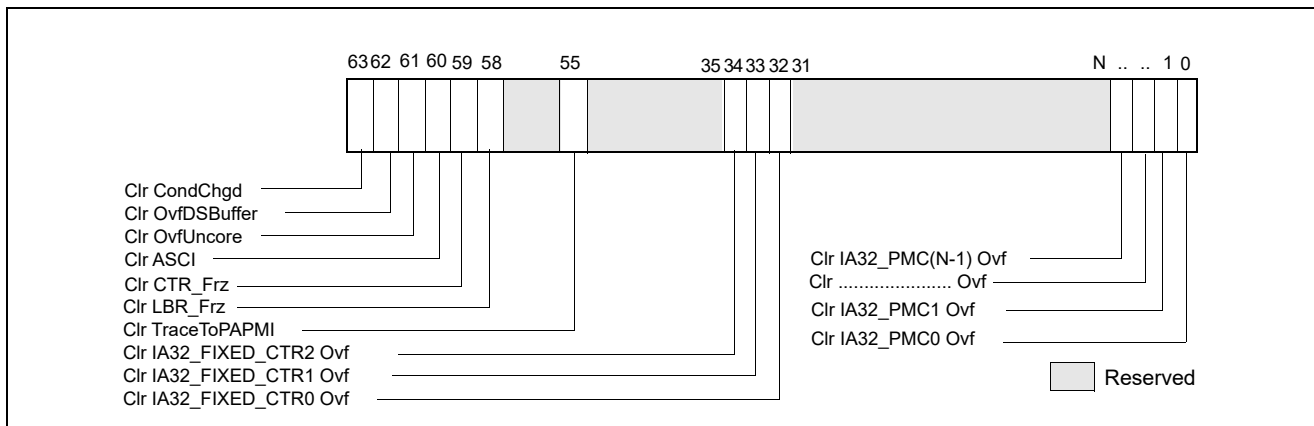 6362 61 60 59 58 55 35 34 33 32 31 N .. .. 1 0
Clr CondChgd
Clr OvfDSBuffer
Clr OvfUncore
Clr ASCI
Clr CTR_Frz
Clr LBR_Frz
Clr TraceToPAPMI
Clr IA32_FIXED_CTR2 Ovf
Clr IA32_FIXED_CTR1 Ovf
Clr IA32_FIXED_CTR0 Ovf
Clr IA32_PMC(N-1) Ovf
Clr ...................... Ovf
Clr IA32_PMC1 Ovf
Clr IA32_PMC0 Ovf
Reserved